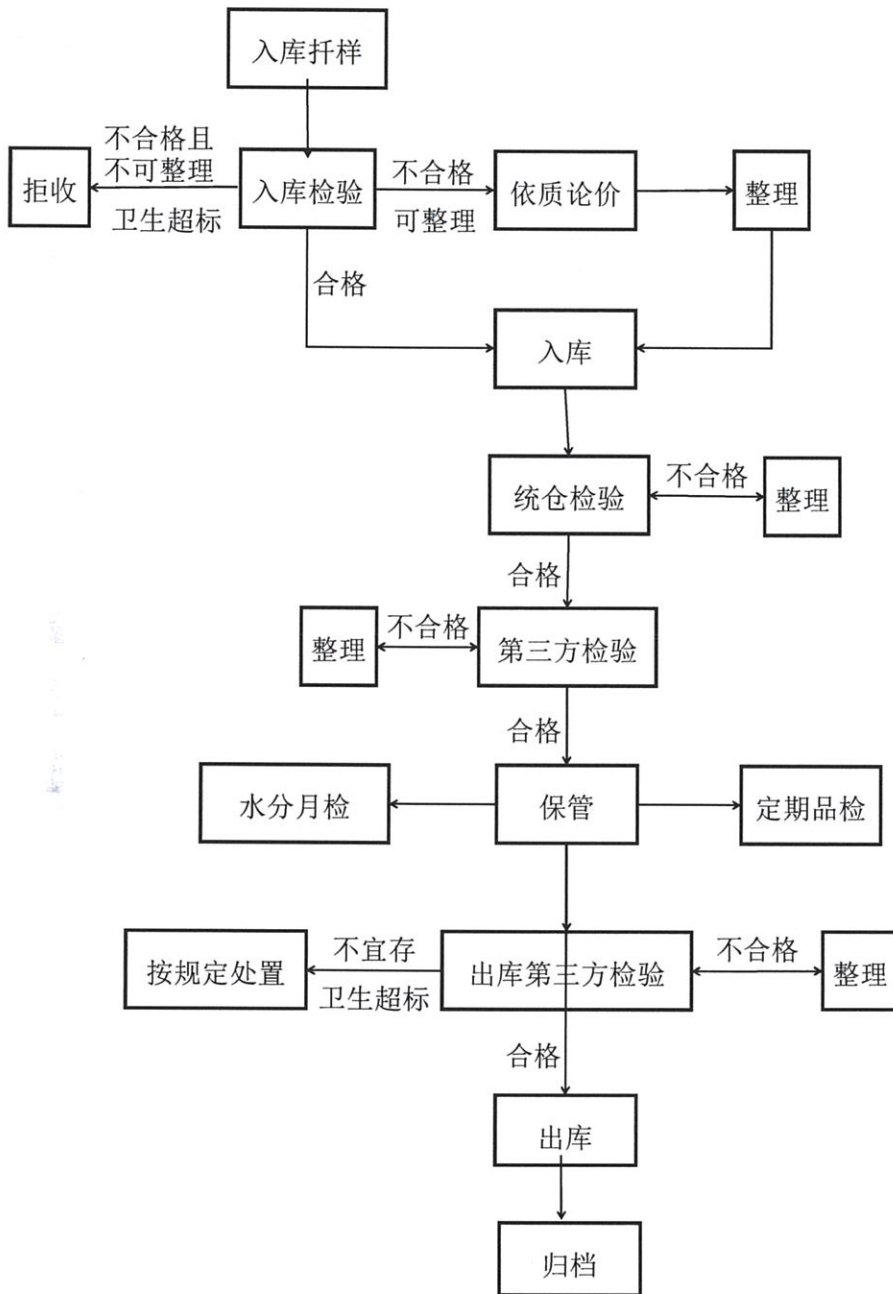 入库扦样
不合格且
不可整理
拒收
卫生超标
入库检验
不合格
可整理
依质论价
整理
合格
入库
统仓检验
不合格
整理
合格
整理
不合格
第三方检验
合格
水分月检
保管
定期品检
按规定处置
不宜存
卫生超标
出库第三方检验
不合格
整理
合格
出库
归档